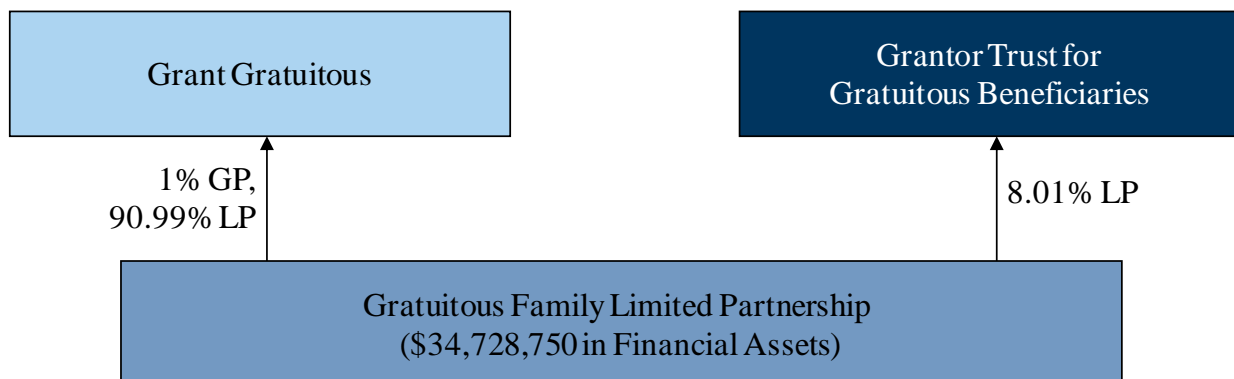 Grant Gratuitous
Grantor Trust for
Gratuitous Beneficiaries
1% GP,
90.99% LP
8.01% LP
Gratuitous Family Limited Partnership
($34,728,750 in Financial Assets)